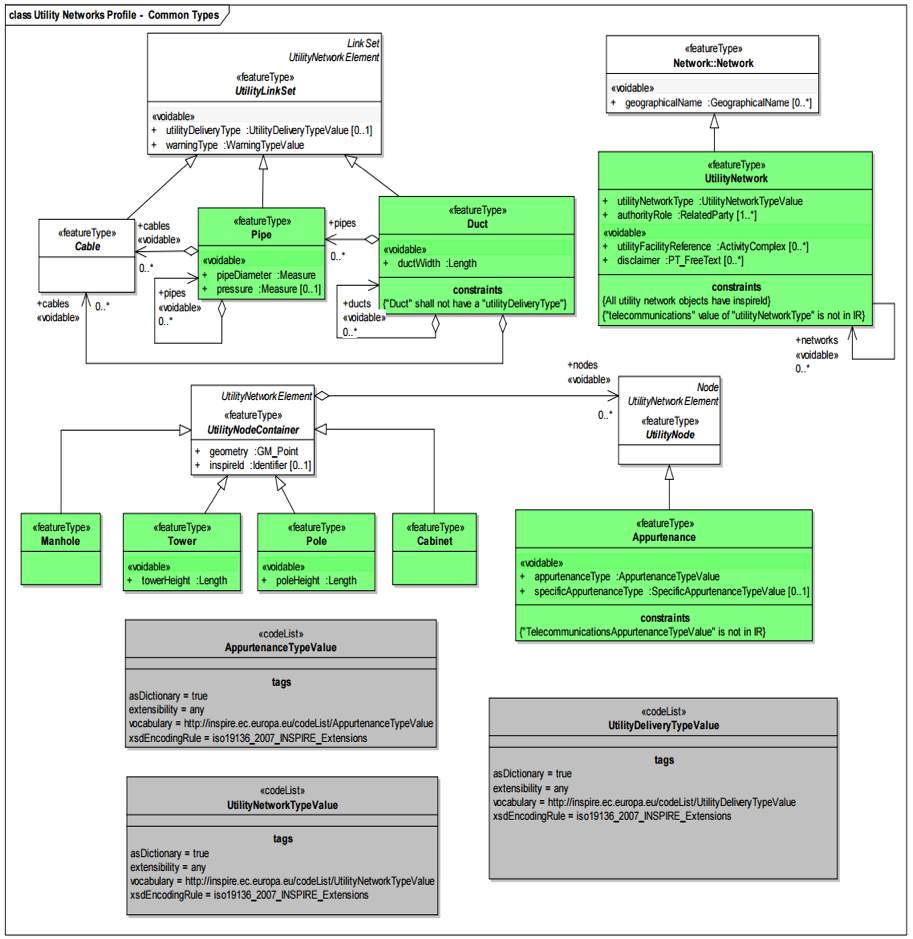 class Utility Networks Profile - Common Types
LinkSet
UtilityNetworkElement
«featureType»
UtilityLinkSet
«voidable»
+ utilityDeliveryType :UtilityDeliveryTypeValue [0..1]
+ warningType :WarningTypeValue
«featureType»
Network::Network
«voidable»
+ geographicalName :GeographicalName [0..*]
«featureType»
UtilityNetwork
+ utilityNetworkType :UtilityNetworkTypeValue
+ authorityRole :RelatedParty [1..*]
«voidable»
+ utilityFacilityReference :ActivityComplex [0..*]
+ disclaimer :PT_FreeText [0..*]
constraints
{All utility network objects have inspireId}
{"telecommunications" value of "utilityNetworkType" is not in IR}
+networks
«voidable»
0..*
«featureType»
Cable
+cables
«voidable»
0..*
«featureType»
Pipe
«voidable»
+ pipeDiameter :Measure
+ pressure :Measure [0..1]
+pipes
0..*
«featureType»
Duct
«voidable»
+ ductWidth :Length
constraints
{"Duct" shall not have a "utilityDeliveryType"}
+cables
«voidable»
0..*
+pipes
«voidable»
0..*
+ducts
«voidable»
0..*
UtilityNetworkElement
«featureType»
UtilityNodeContainer
+ geometry :GM_Point
+ inspireId :Identifier [0..1]
+nodes
«voidable»
0..*
Node
UtilityNetworkElement
«featureType»
UtilityNode
«featureType»
Manhole
«featureType»
Tower
«voidable»
+ towerHeight :Length
«featureType»
Pole
«voidable»
+ poleHeight :Length
«featureType»
Cabinet
«featureType»
Appurtenance
«voidable»
+ appurtenanceType :AppurtenanceTypeValue
+ specificAppurtenanceType :SpecificAppurtenanceTypeValue [0..1]
constraints
{"TelecommunicationsAppurtenanceTypeValue" is not in IR}
«codeList»
AppurtenanceTypeValue
tags
asDictionary = true
extensibility = any
vocabulary = http://inspire.ec.europa.eu/codeList/AppurtenanceTypeValue
xsdEncodingRule = iso19136_2007_INSPIRE_Extensions
«codeList»
UtilityDeliveryTypeValue
tags
asDictionary = true
extensibility = any
vocabulary = http://inspire.ec.europa.eu/codeList/UtilityDeliveryTypeValue
xsdEncodingRule = iso19136_2007_INSPIRE_Extensions
«codeList»
UtilityNetworkTypeValue
tags
asDictionary = true
extensibility = any
vocabulary = http://inspire.ec.europa.eu/codeList/UtilityNetworkTypeValue
xsdEncodingRule = iso19136_2007_INSPIRE_Extensions